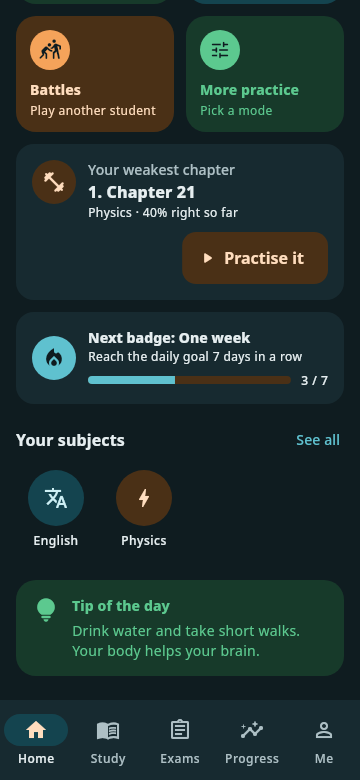 Battles
Play another student
More practice
Pick a mode
Your weakest chapter
1. Chapter 21
Physics · 40% right so far
Practise it
Next badge: One week
Reach the daily goal 7 days in a row
3 / 7
Your subjects
See all
English
Physics
Tip of the day
Drink water and take short walks.
Your body helps your brain.
Home
Study
Exams
Progress
Me